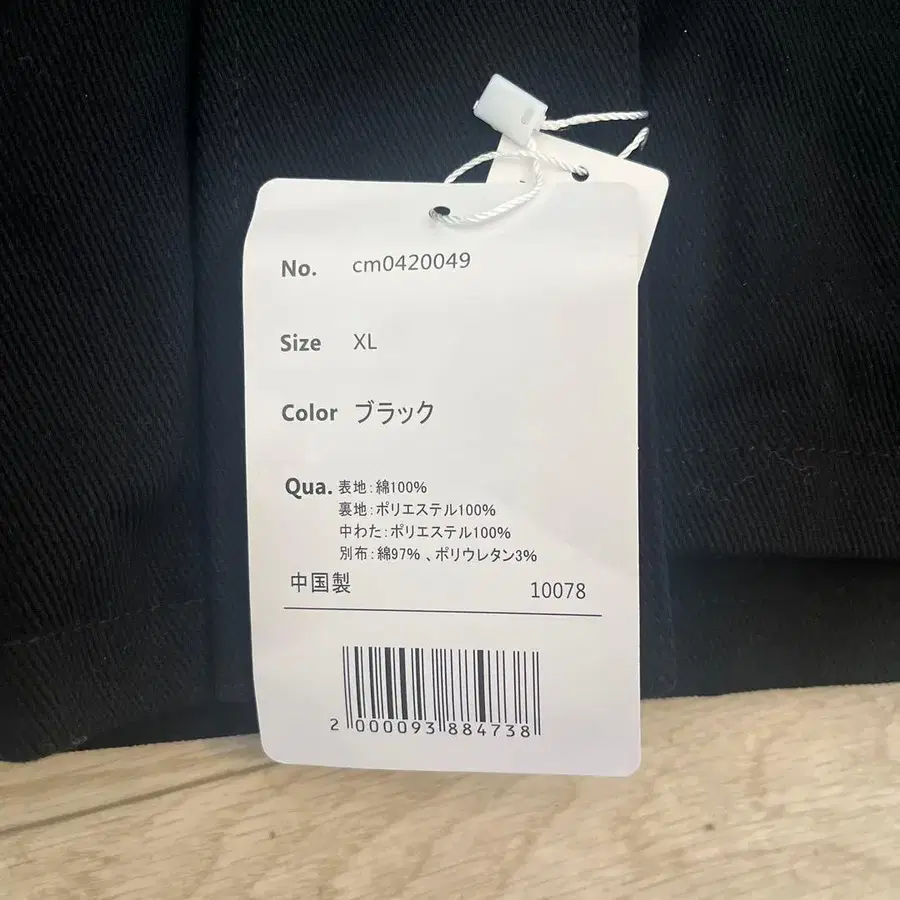 No. cm0420049
Size XL
Color ブラック
Qua. 表地：綿100%
裏地：ポリエステル100%
中わた：ポリエステル100%
別布：綿97% 、ポリウレタン3%
中国製 10078
2 000093 884738